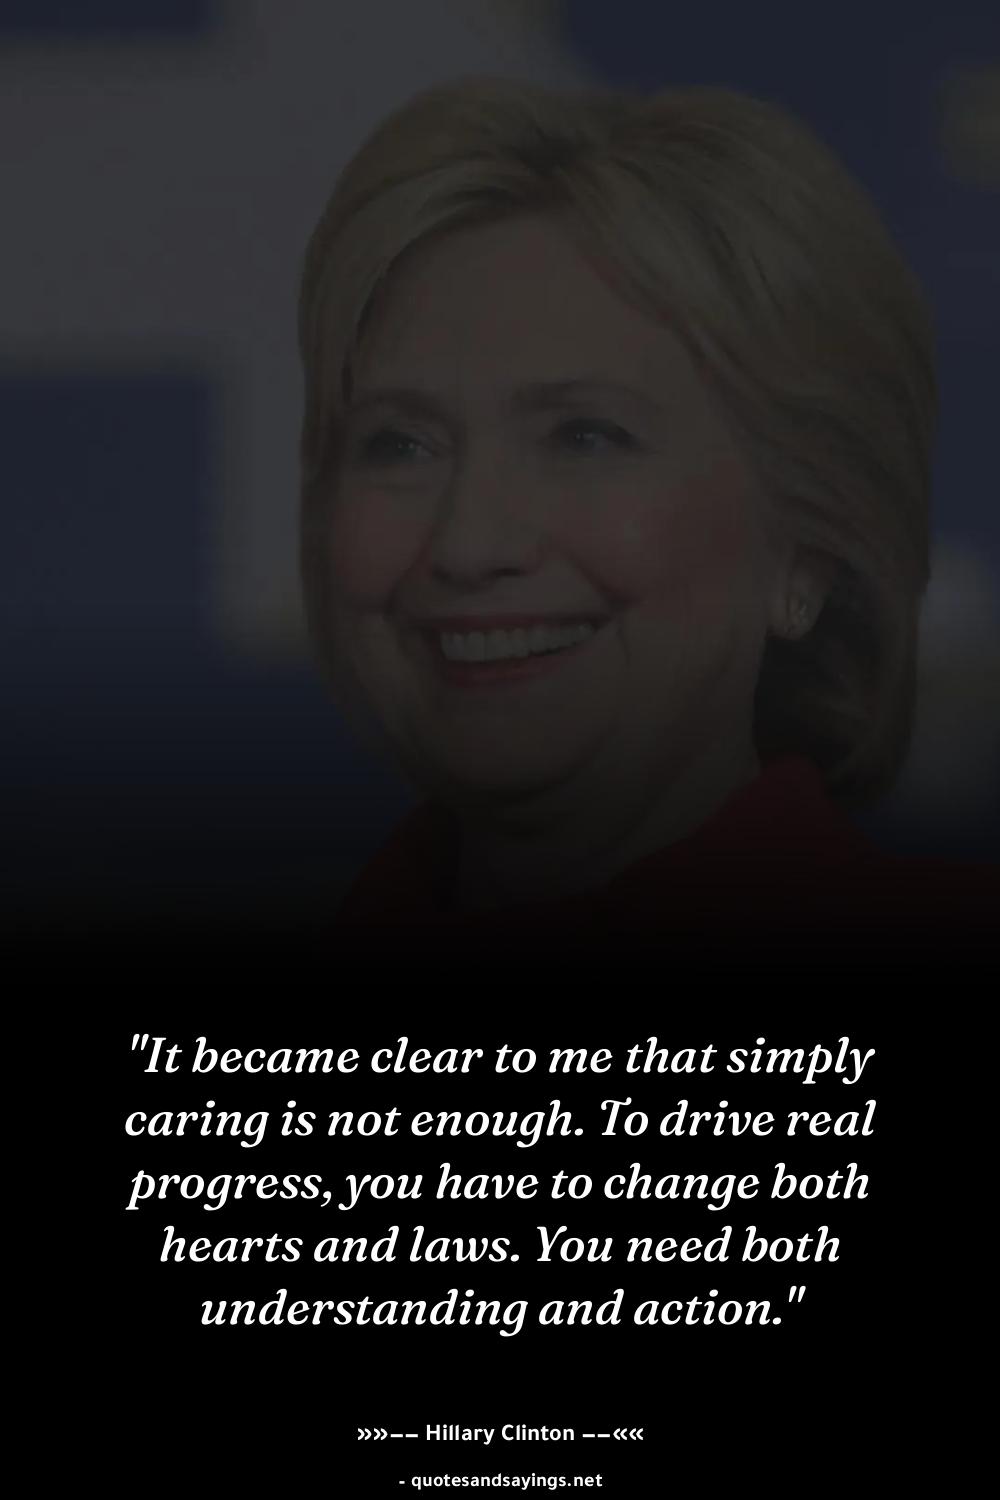 "It became clear to me that simply
caring is not enough. To drive real
progress, you have to change both
hearts and laws. You need both
understanding and action."
»»−− Hillary Clinton −−««
- quotesandsayings.net